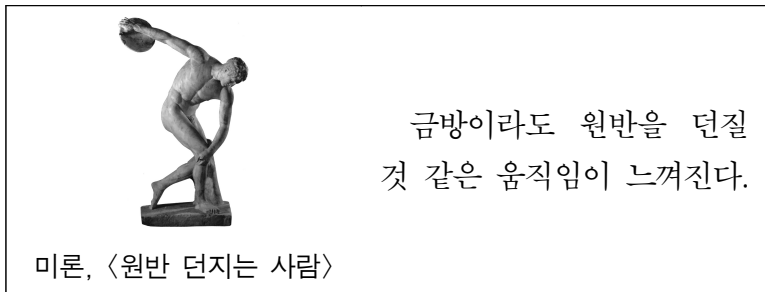 금방이라도 원반을 던질
것 같은 움직임이 느껴진다.
미론, 〈원반 던지는 사람〉